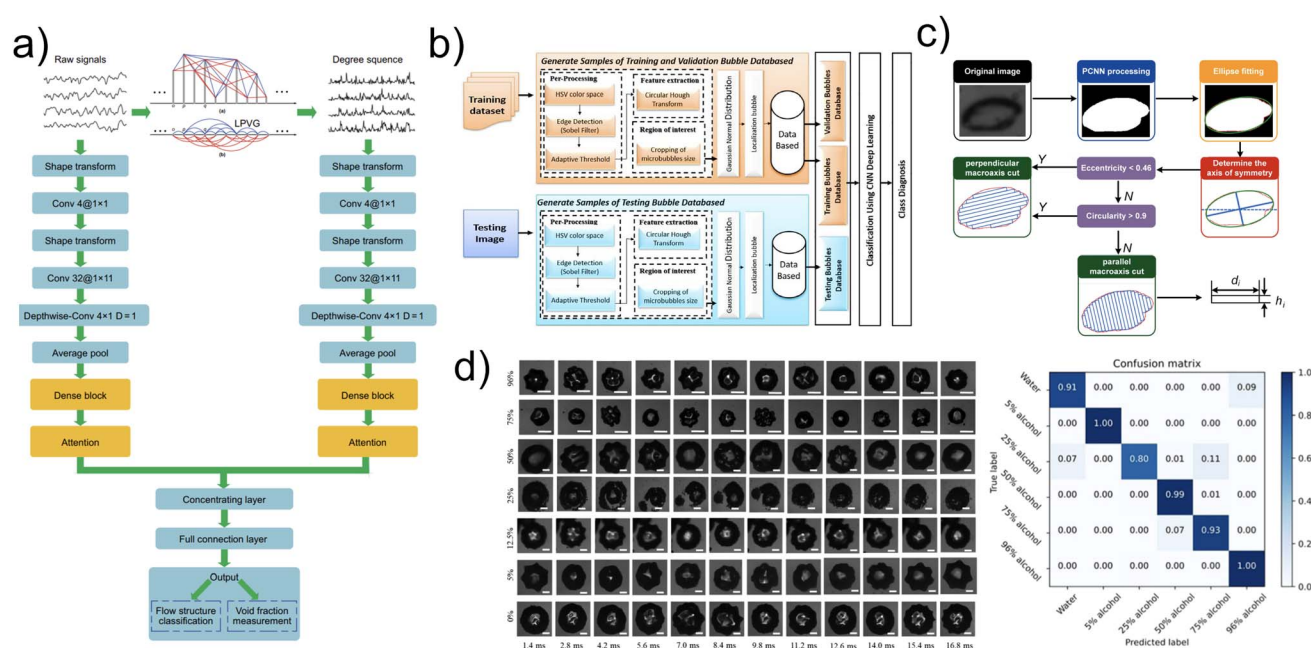 a)
Raw signals
Degree squence
LPVG
(a)
(b)
Shape transform
Conv 4@1×1
Shape transform
Conv 32@1×11
Depthwise-Conv 4×1 D = 1
Average pool
Dense block
Attention
Shape transform
Conv 4@1×1
Shape transform
Conv 32@1×11
Depthwise-Conv 4×1 D = 1
Average pool
Dense block
Attention
Concentrating layer
Full connection layer
Output
Flow structure
classification
Void fraction
measurement
b)
Training
dataset
Generate Samples of Training and Validation Bubble Databased
Per-Processing
HSV color space
Edge Detection
(Sobel Filter)
Adaptive Threshold
Feature extraction
Circular Hough
Transform
Region of interest
Cropping of
microbubbles size
Gaussian Normal Distribution
Localization bubble
Data
Based
Testing
Image
Generate Samples of Testing Bubble Databased
Per-Processing
HSV color space
Edge Detection
(Sobel Filter)
Adaptive Threshold
Feature extraction
Circular Hough
Transform
Region of interest
Cropping of
microbubbles size
Gaussian Normal Distribution
Localization bubble
Data
Based
Validation Bubbles
Database
Training Bubbles
Database
Testing Bubbles
Database
Classification Using CNN Deep Learning
Class Diagnosis
c)
Original image
PCNN processing
Ellipse fitting
perpendicular
macroaxis cut
Y
Eccentricity < 0.46
Determine the
axis of symmetry
N
Y
Circularity > 0.9
N
parallel
macroaxis cut
d_i
h_i
d)
96%
75%
50%
25%
12.5%
5%
0%
1.4 ms 2.8 ms 4.2 ms 5.6 ms 7.0 ms 8.4 ms 9.8 ms 11.2 ms 12.6 ms 14.0 ms 15.4 ms 16.8 ms
Confusion matrix
True label
Water 0.91 0.00 0.00 0.00 0.00 0.09
5% alcohol 0.00 1.00 0.00 0.00 0.00 0.00
25% alcohol 0.07 0.00 0.80 0.01 0.11 0.00
50% alcohol 0.00 0.00 0.00 0.99 0.01 0.00
75% alcohol 0.00 0.00 0.00 0.07 0.93 0.00
96% alcohol 0.00 0.00 0.00 0.00 0.00 1.00
Water 5% alcohol 25% alcohol 50% alcohol 75% alcohol 96% alcohol
Predicted label
1.0
0.8
0.6
0.4
0.2
0.0